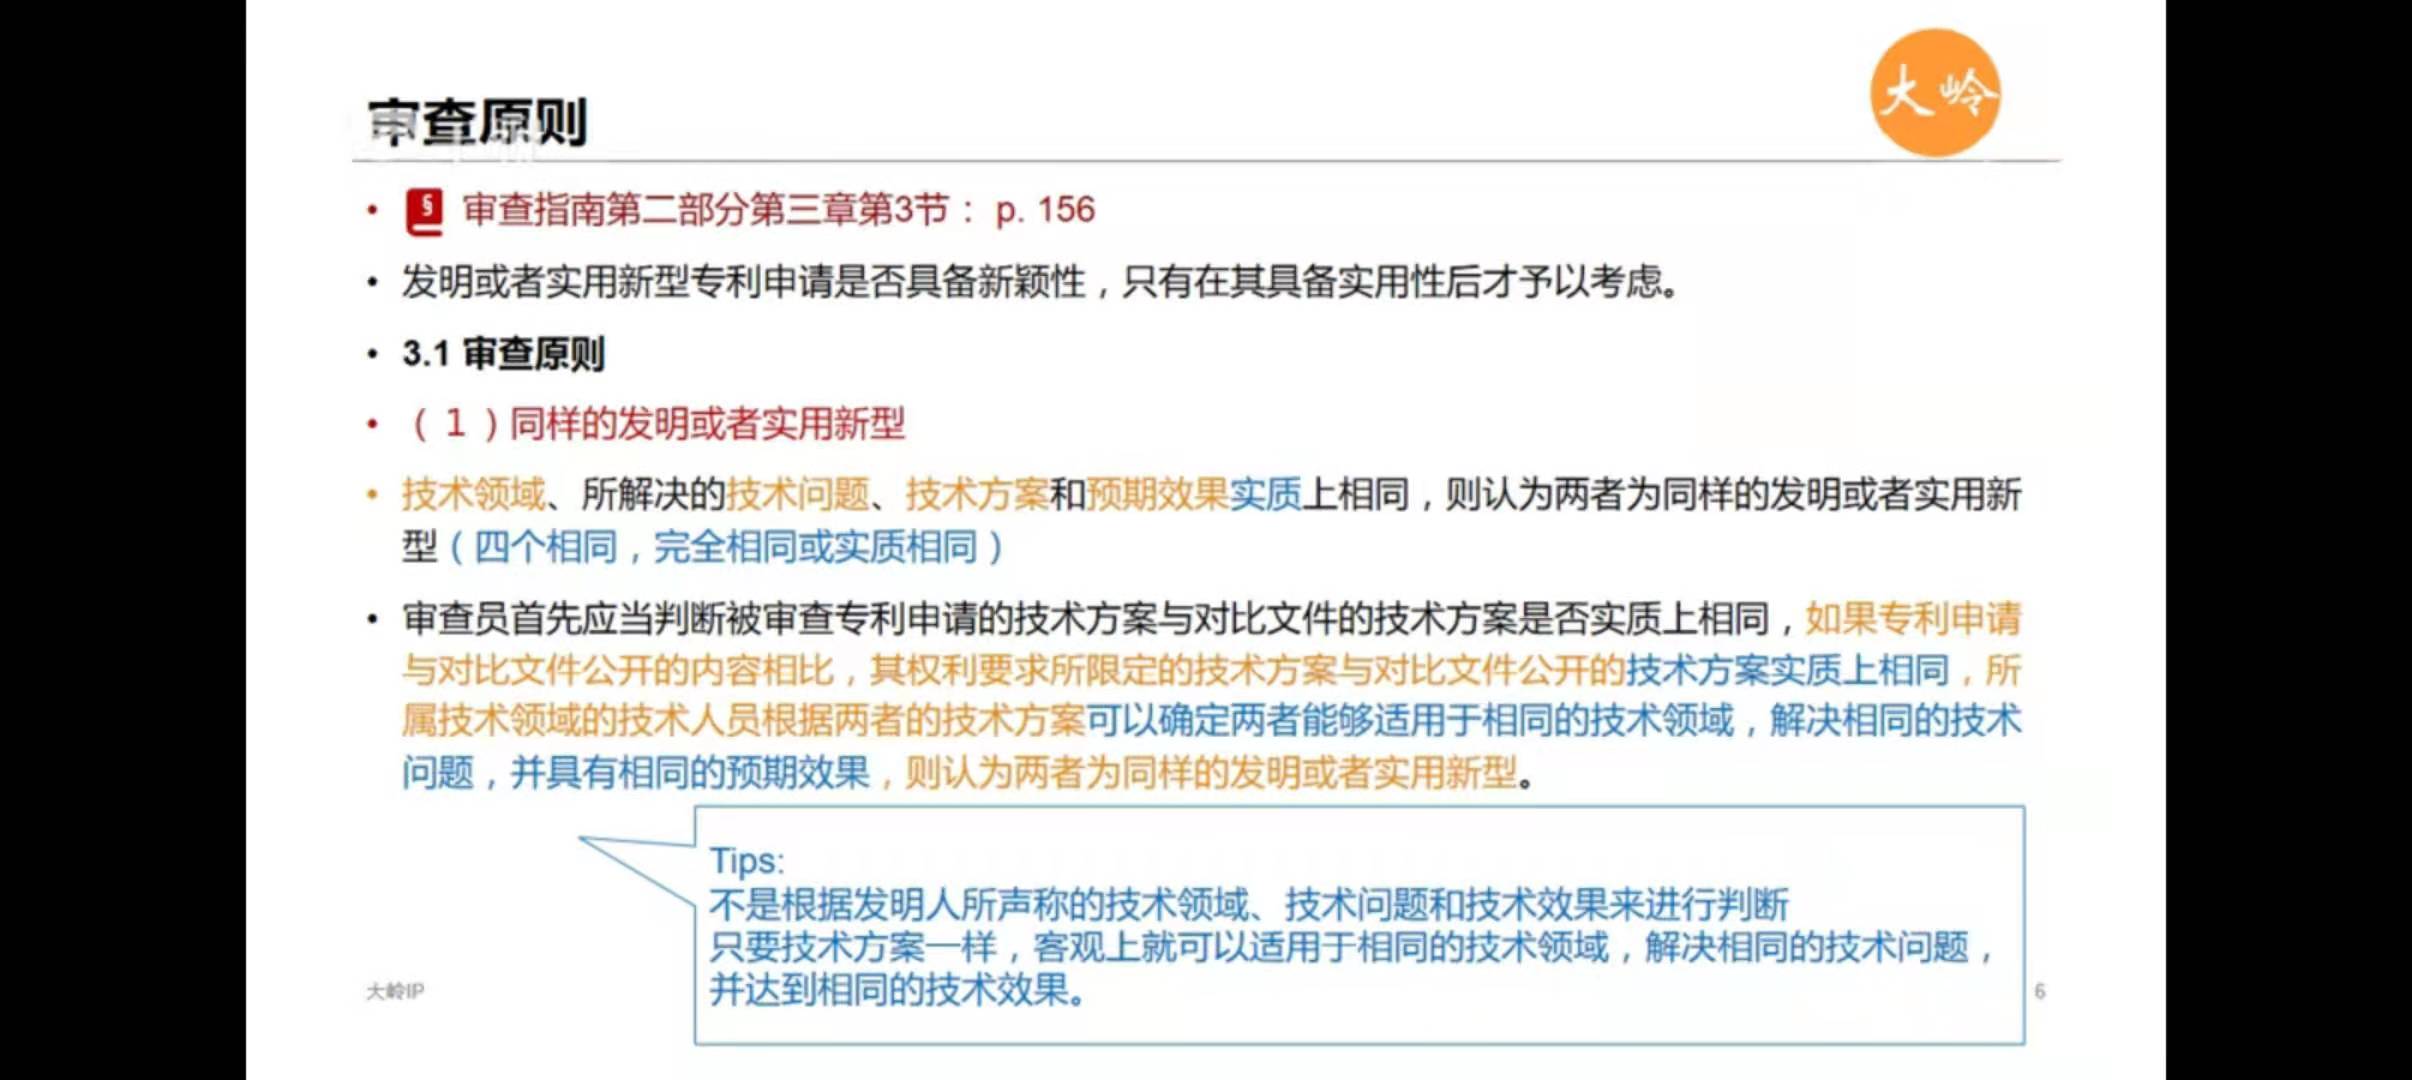 大岭
审查原则
• § 审查指南第二部分第三章第3节： p. 156
• 发明或者实用新型专利申请是否具备新颖性，只有在其具备实用性后才予以考虑。
• 3.1 审查原则
• （1）同样的发明或者实用新型
• 技术领域、所解决的技术问题、技术方案和预期效果实质上相同，则认为两者为同样的发明或者实用新
型（四个相同，完全相同或实质相同）
• 审查员首先应当判断被审查专利申请的技术方案与对比文件的技术方案是否实质上相同，如果专利申请
与对比文件公开的内容相比，其权利要求所限定的技术方案与对比文件公开的技术方案实质上相同，所
属技术领域的技术人员根据两者的技术方案可以确定两者能够适用于相同的技术领域，解决相同的技术
问题，并具有相同的预期效果，则认为两者为同样的发明或者实用新型。
Tips:
不是根据发明人所声称的技术领域、技术问题和技术效果来进行判断
只要技术方案一样，客观上就可以适用于相同的技术领域，解决相同的技术问题，
并达到相同的技术效果。
大岭IP
6